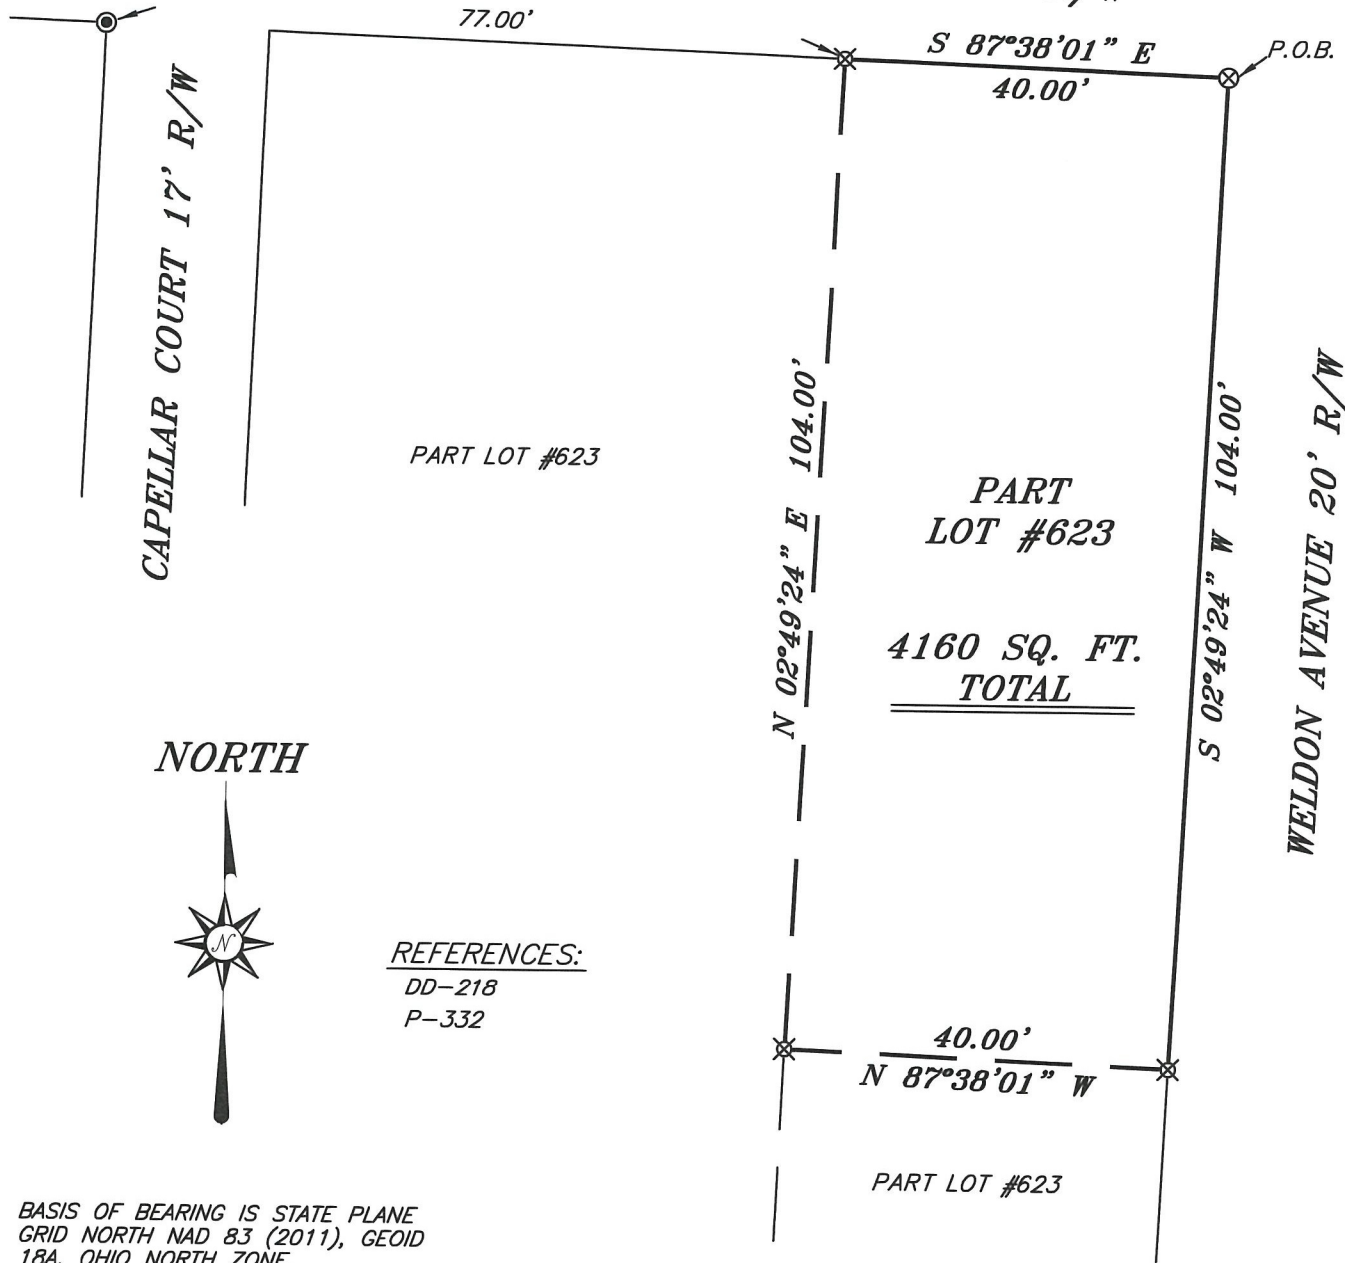 77.00'
S 87°38'01" E
40.00'
P.O.B.
CAPELLAR COURT 17' R/W
PART LOT #623
N 02°49'24" E 104.00'
PART
LOT #623
4160 SQ. FT.
TOTAL
S 02°49'24" W 104.00'
WELDON AVENUE 20' R/W
NORTH
N
REFERENCES:
DD-218
P-332
40.00'
N 87°38'01" W
PART LOT #623
BASIS OF BEARING IS STATE PLANE
GRID NORTH NAD 83 (2011), GEOID
18A, OHIO NORTH ZONE